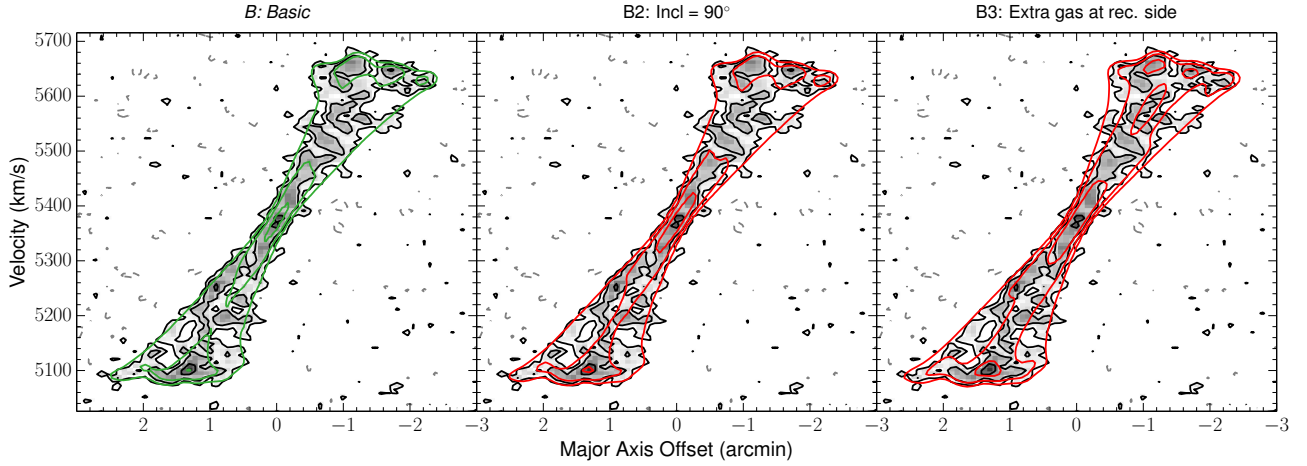 B: Basic
B2: Incl = 90°
B3: Extra gas at rec. side
5700
5600
5500
5400
5300
5200
5100
Velocity (km/s)
2 1 0 −1 −2 −3 2 1 0 −1 −2 −3 2 1 0 −1 −2 −3
Major Axis Offset (arcmin)